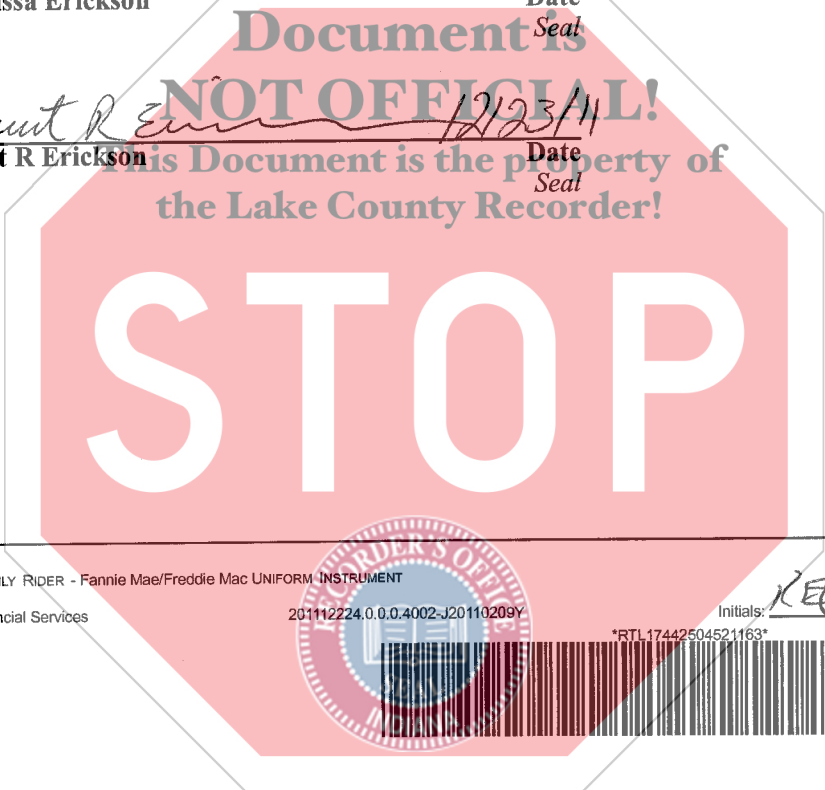 ssa Erickson Date
Seal
Document is
NOT OFFICIAL!
R E 12/23/11
t R Erickson Date
This Document is the property of
Seal
the Lake County Recorder!
STOP
LY RIDER - Fannie Mae/Freddie Mac UNIFORM INSTRUMENT
ncial Services 201112224.0.0.0.4002-J20110209Y Initials:
*RTL17442504521163*
RECORDER'S OFFICE
SEAL
INDIANA